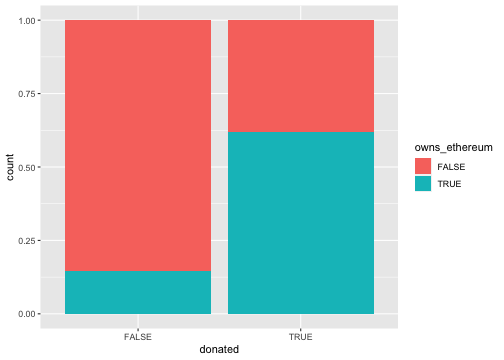 1.00
0.75
0.50
0.25
0.00
count
FALSE
TRUE
donated
owns_ethereum
FALSE
TRUE